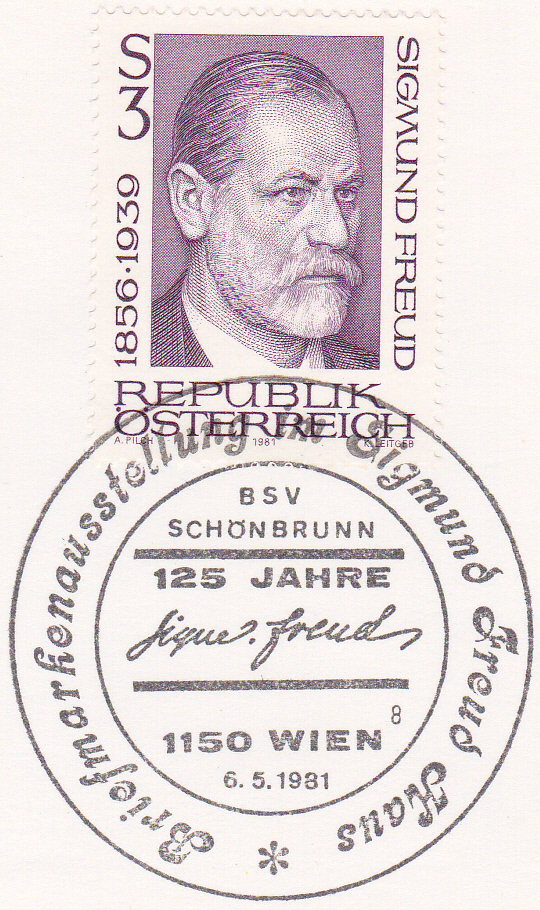 S
3
1856·1939
SIGMUND FREUD
REPUBLIK
ÖSTERREICH
A. PILCH 1981 K. LEITGEB
Briefmarkenausstellung im Sigmund Freud Haus
BSV
SCHÖNBRUNN
125 JAHRE
Sigm. Freud
8
1150 WIEN
6.5.1981
*